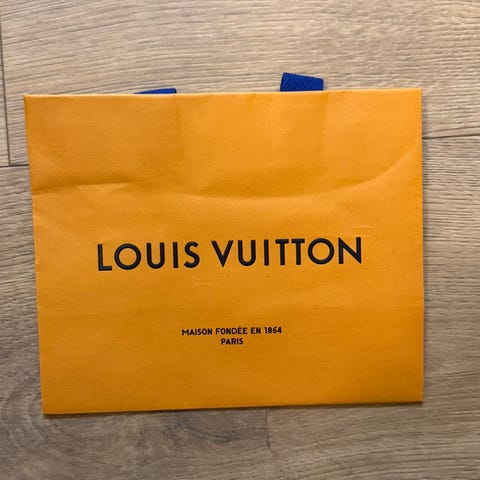 LOUIS VUITTON
MAISON FONDÉE EN 1854
PARIS